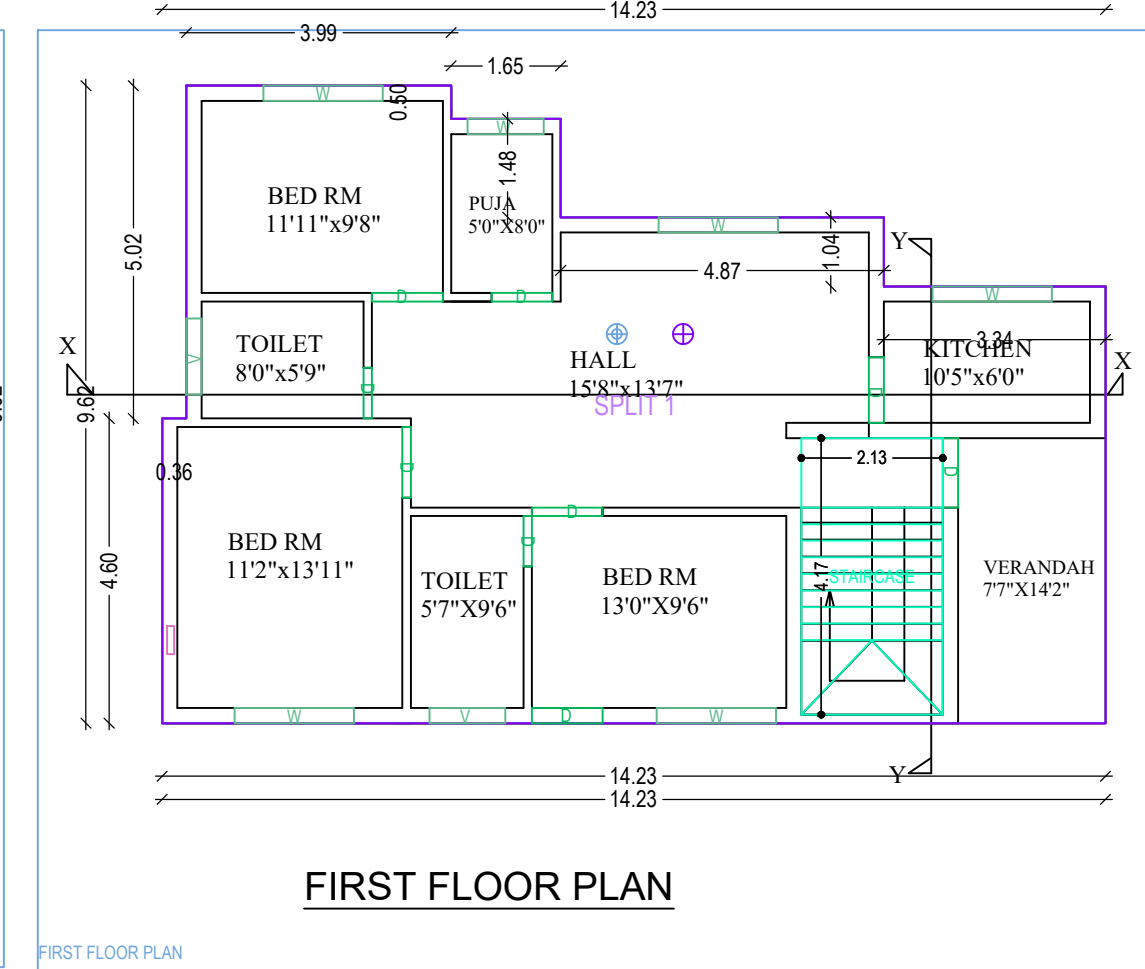 14.23
3.99
1.65
W
0.50
W
1.48
BED RM
11'11"x9'8"
PUJA
5'0"X8'0"
W
Y
1.04
5.02
4.87
D
D
W
TOILET
8'0"x5'9"
V
X
3.34
KITCHEN
10'5"x6'0"
X
HALL
15'8"x13'7"
SPLIT 1
D
D
9.62
0.36
D
2.13
D
D
D
BED RM
11'2"x13'11"
4.60
TOILET
5'7"X9'6"
BED RM
13'0"X9'6"
4.17
STAIRCASE
VERANDAH
7'7"X14'2"
W
V
D
W
Y
14.23
14.23
FIRST FLOOR PLAN
FIRST FLOOR PLAN